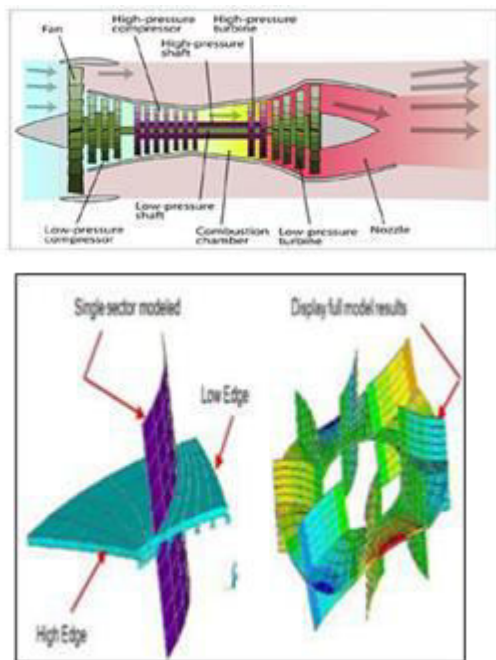 Fan
High-pressure
compressor
High-pressure
shaft
High-pressure
turbine
Low-pressure
compressor
Low-pressure
shaft
Combustion
chamber
Low-pressure
turbine
Nozzle
Single sector modeled
Display full model results
Low Edge
High Edge